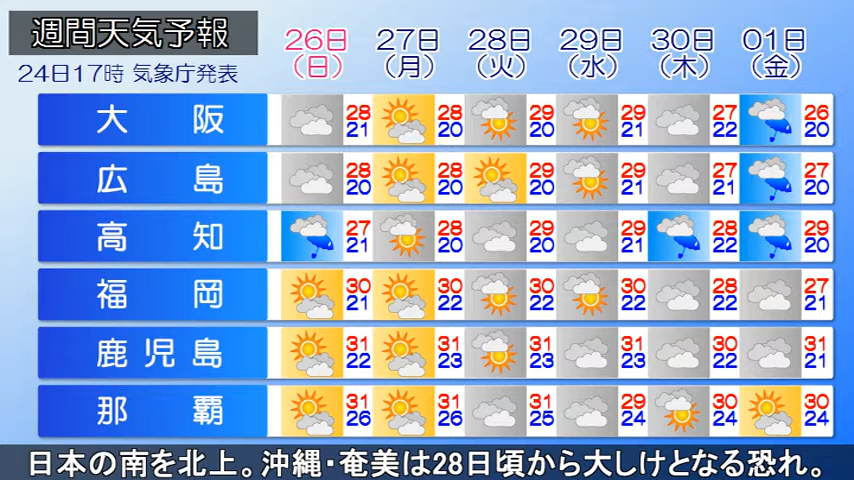 週間天気予報
24日17時 気象庁発表
26日 27日 28日 29日 30日 01日
（日） （月） （火） （水） （木） （金）
大阪 28 28 29 29 27 26
21 20 20 21 22 20
広島 28 28 29 29 27 27
20 20 20 21 21 20
高知 27 28 29 29 28 29
21 20 20 21 22 20
福岡 30 30 30 30 28 27
21 22 22 22 22 21
鹿児島 31 31 31 31 30 31
22 23 23 23 22 21
那覇 31 31 31 29 30 30
26 26 25 24 24 24
日本の南を北上。沖縄・奄美は28日頃から大しけとなる恐れ。